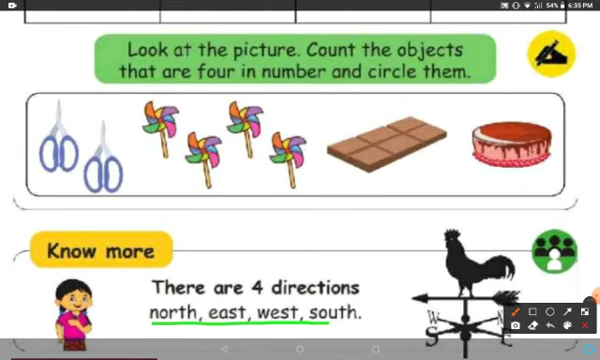 54% 6:35 PM
Look at the picture. Count the objects
that are four in number and circle them.
Know more
There are 4 directions
north, east, west, south.
W N
S E